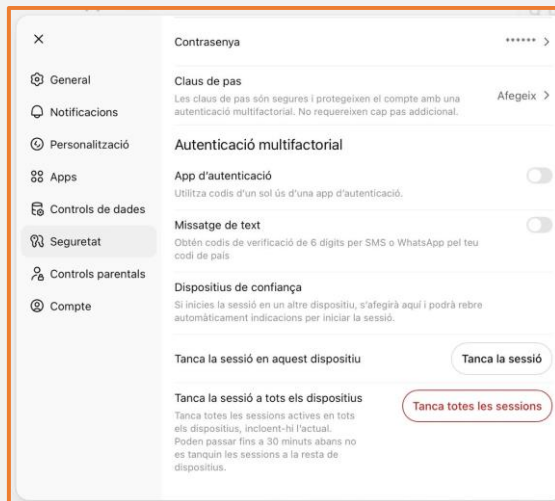 General
Notificacions
Personalització
Apps
Controls de dades
Seguretat
Controls parentals
Compte
Contrasenya
•••••• >
Claus de pas
Les claus de pas són segures i protegeixen el compte amb una
autenticació multifactorial. No requereixen cap pas addicional.
Afegeix >
Autenticació multifactorial
App d'autenticació
Utilitza codis d'un sol ús d'una app d'autenticació.
Missatge de text
Obtén codis de verificació de 6 dígits per SMS o WhatsApp pel teu
codi de país
Dispositius de confiança
Si inicies la sessió en un altre dispositiu, s'afegirà aquí i podrà rebre
automàticament indicacions per iniciar la sessió.
Tanca la sessió en aquest dispositiu
Tanca la sessió
Tanca la sessió a tots els dispositius
Tanca totes les sessions actives en tots
els dispositius, incloent-hi l'actual.
Poden passar fins a 30 minuts abans no
es tanquin les sessions a la resta de
dispositius.
Tanca totes les sessions